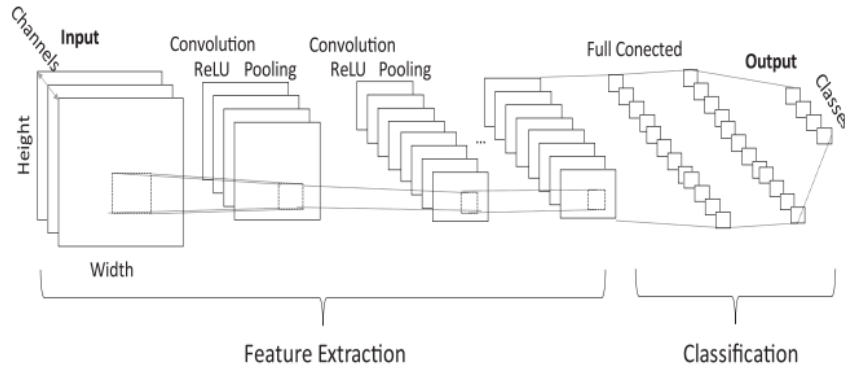 Channels
Input
Height
Width
Convolution
ReLU Pooling
Convolution
ReLU Pooling
...
Full Conected
Output
Classes
Feature Extraction
Classification